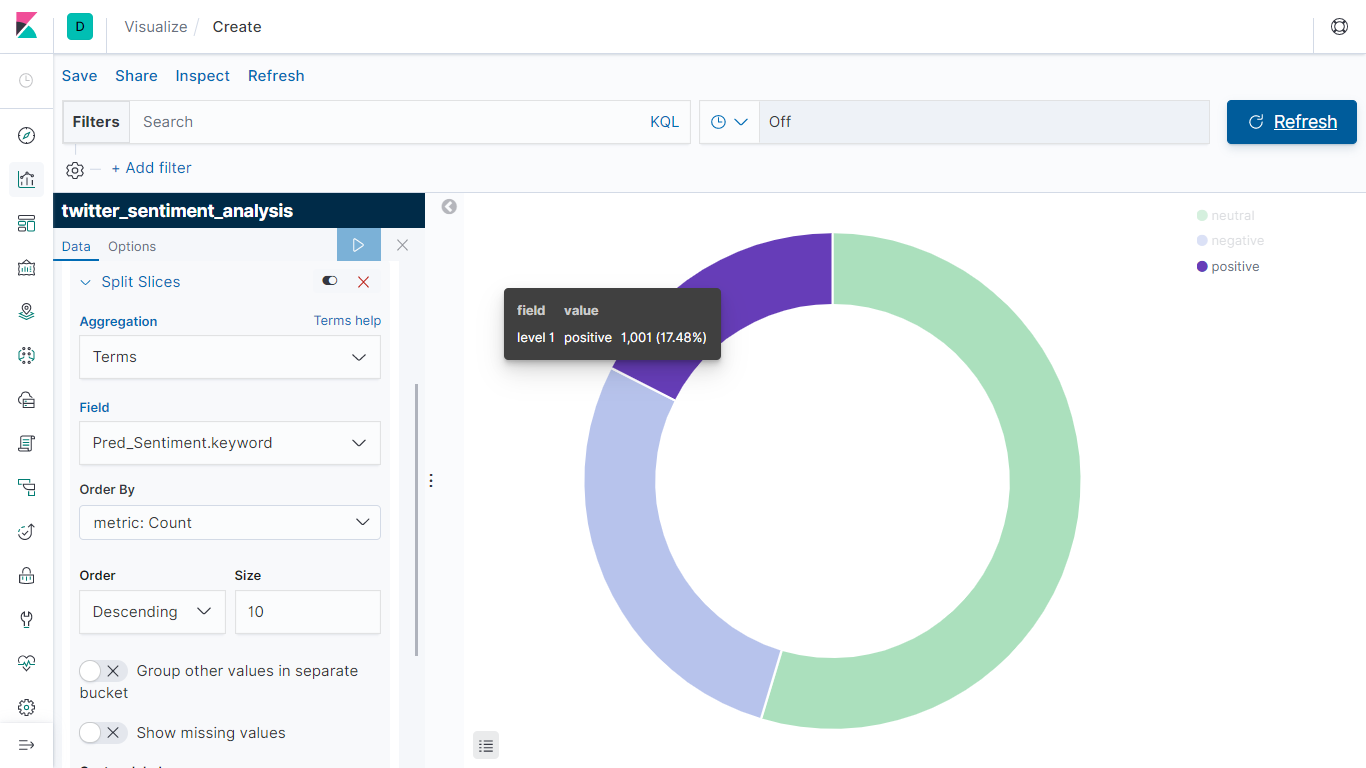 D
Visualize / Create
Save Share Inspect Refresh
Filters Search KQL Off Refresh
+ Add filter
twitter_sentiment_analysis
Data Options
Split Slices
Aggregation Terms help
Terms
Field
Pred_Sentiment.keyword
Order By
metric: Count
Order Size
Descending 10
Group other values in separate
bucket
Show missing values
neutral
negative
positive
field value
level 1 positive 1,001 (17.48%)